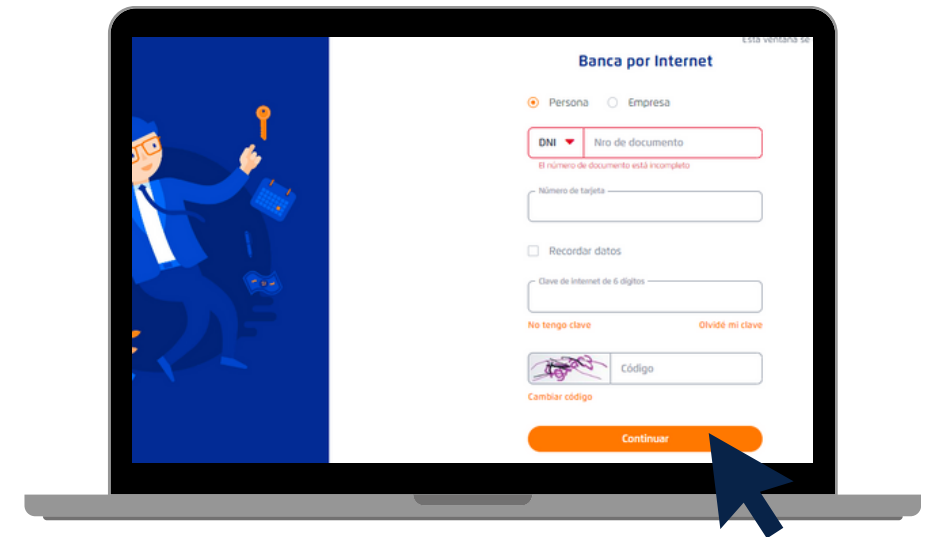 Esta ventana se
Banca por Internet
Persona Empresa
DNI Nro de documento
El número de documento está incompleto
Número de tarjeta
Recordar datos
Clave de internet de 6 dígitos
No tengo clave Olvidé mi clave
Código
Cambiar código
Continuar